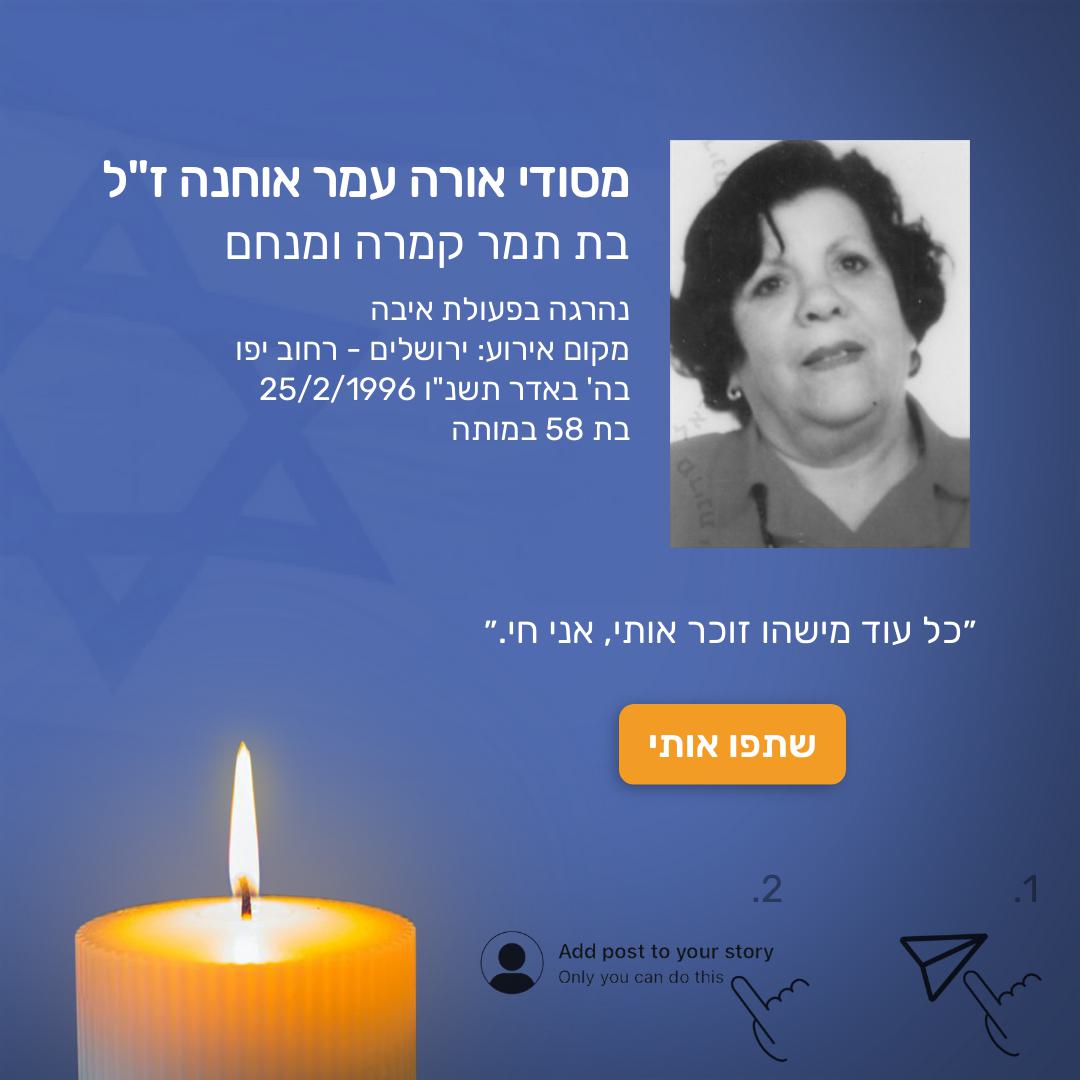 מסודי אורה עמר אוחנה ז"ל
בת תמר קמרה ומנחם
נהרגה בפעולת איבה
מקום אירוע: ירושלים - רחוב יפו
בה' באדר תשנ"ו 25/2/1996
בת 58 במותה
״כל עוד מישהו זוכר אותי, אני חי.״
שתפו אותי
.1
.2
Add post to your story
Only you can do this